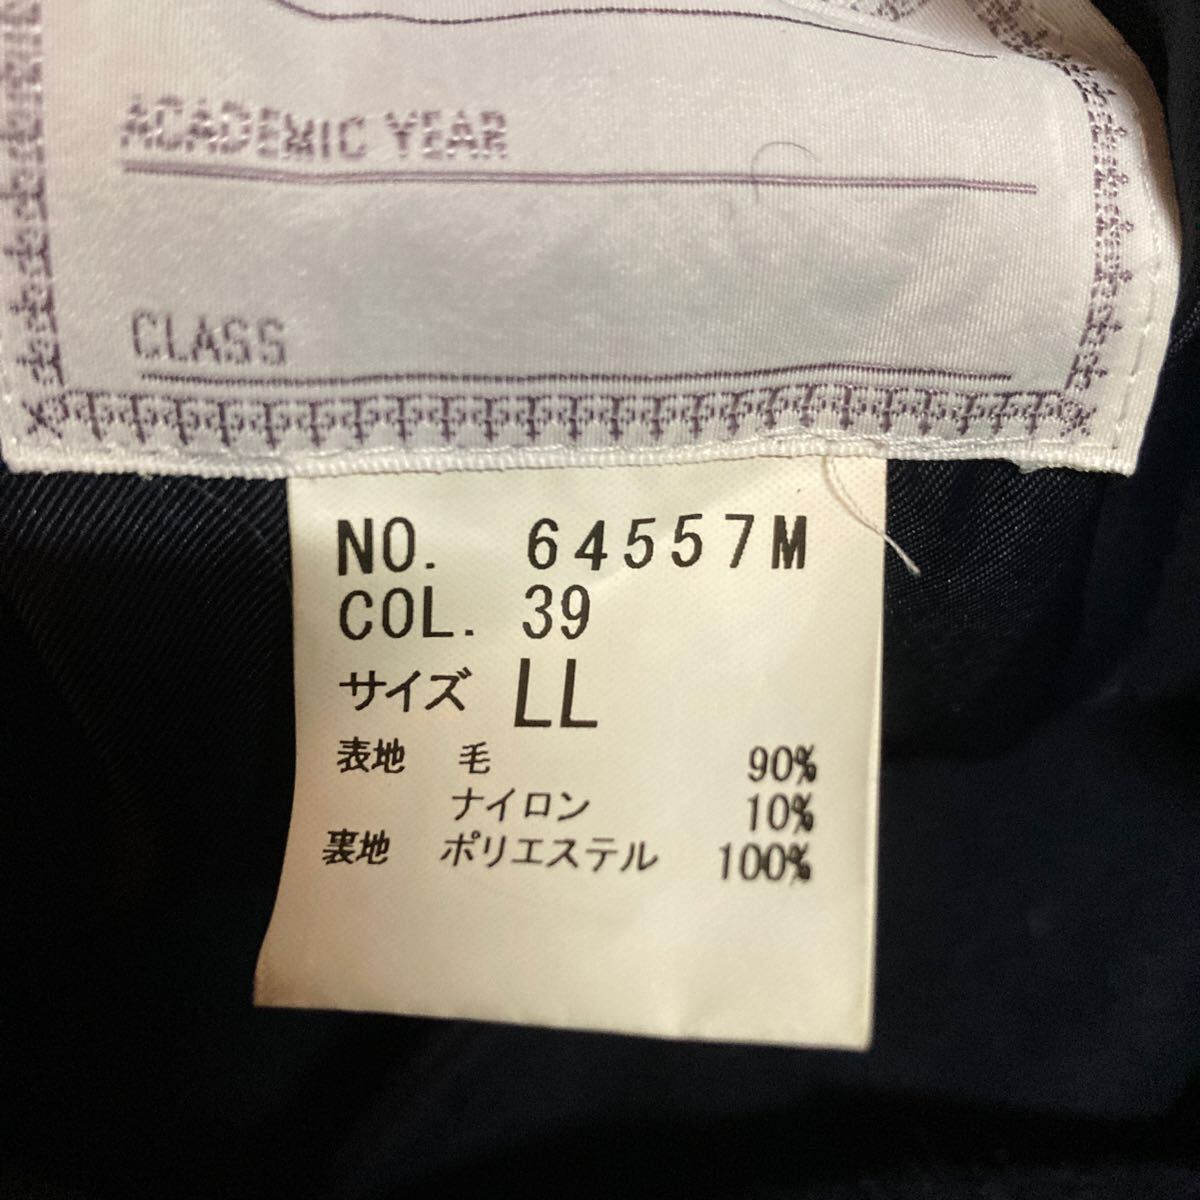 ACADEMIC YEAR
CLASS
NO. 64557M
COL. 39
サイズ LL
表地 毛 90%
ナイロン 10%
裏地 ポリエステル 100%